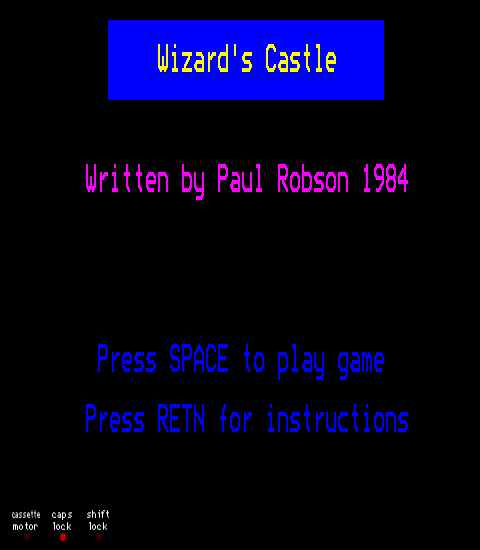 Wizard's Castle
Written by Paul Robson 1984
Press SPACE to play game
Press RETN for instructions
cassette caps shift
motor lock lock